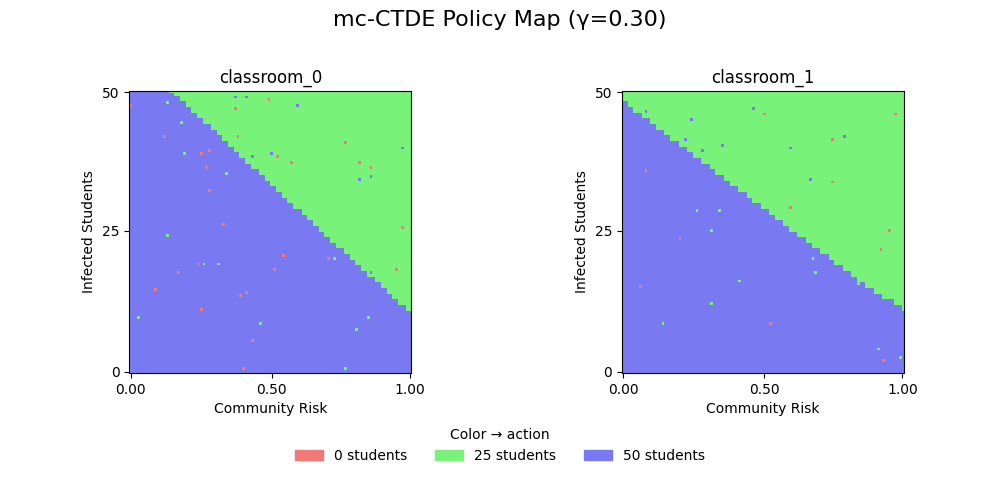 mc-CTDE Policy Map (γ=0.30)
classroom_0
50
25
0
Infected Students
0.00 0.50 1.00
Community Risk
classroom_1
50
25
0
Infected Students
0.00 0.50 1.00
Community Risk
Color → action
0 students 25 students 50 students